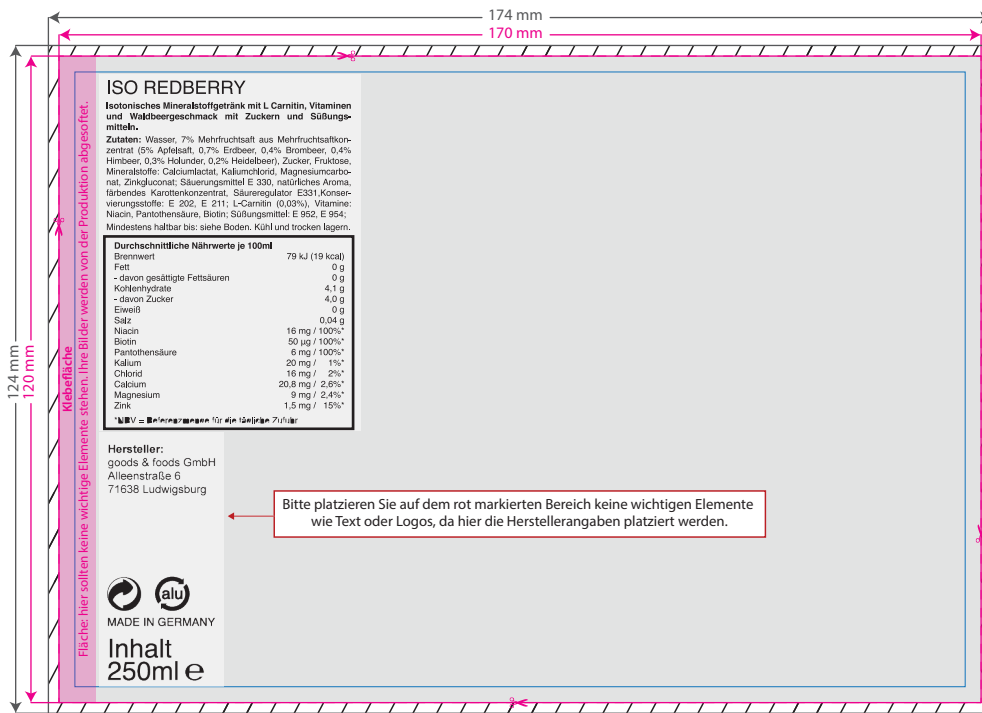 174 mm
170 mm
124 mm
120 mm
Klebefläche
Fläche: hier sollten keine wichtige Elemente stehen. Ihre Bilder werden von der Produktion abgesoftet.
ISO REDBERRY
Isotonisches Mineralstoffgetränk mit L Carnitin, Vitaminen
und Waldbeergeschmack mit Zuckern und Süßungs-
mitteln.
Zutaten: Wasser, 7% Mehrfruchtsaft aus Mehrfruchtsaftkon-
zentrat (5% Apfelsaft, 0,7% Erdbeer, 0,4% Brombeer, 0,4%
Himbeer, 0,3% Holunder, 0,2% Heidelbeer), Zucker, Fruktose,
Mineralstoffe: Calciumlactat, Kaliumchlorid, Magnesiumcarbo-
nat, Zinkgluconat; Säuerungsmittel E 330, natürliches Aroma,
färbendes Karottenkonzentrat, Säureregulator E331,Konser-
vierungsstoffe: E 202, E 211; L-Carnitin (0,03%), Vitamine:
Niacin, Pantothensäure, Biotin; Süßungsmittel: E 952, E 954;
Mindestens haltbar bis: siehe Boden. Kühl und trocken lagern.
Durchschnittliche Nährwerte je 100ml
Brennwert 79 kJ (19 kcal)
Fett 0 g
- davon gesättigte Fettsäuren 0 g
Kohlenhydrate 4,1 g
- davon Zucker 4,0 g
Eiweiß 0 g
Salz 0,04 g
Niacin 16 mg / 100%*
Biotin 50 µg / 100%*
Pantothensäure 6 mg / 100%*
Kalium 20 mg / 1%*
Chlorid 16 mg / 2%*
Calcium 20,8 mg / 2,6%*
Magnesium 9 mg / 2,4%*
Zink 1,5 mg / 15%*
*NRV = Referenzmenge für die tägliche Zufuhr
Hersteller:
goods & foods GmbH
Alleenstraße 6
71638 Ludwigsburg
Bitte platzieren Sie auf dem rot markierten Bereich keine wichtigen Elemente
wie Text oder Logos, da hier die Herstellerangaben platziert werden.
alu
MADE IN GERMANY
Inhalt
250ml e